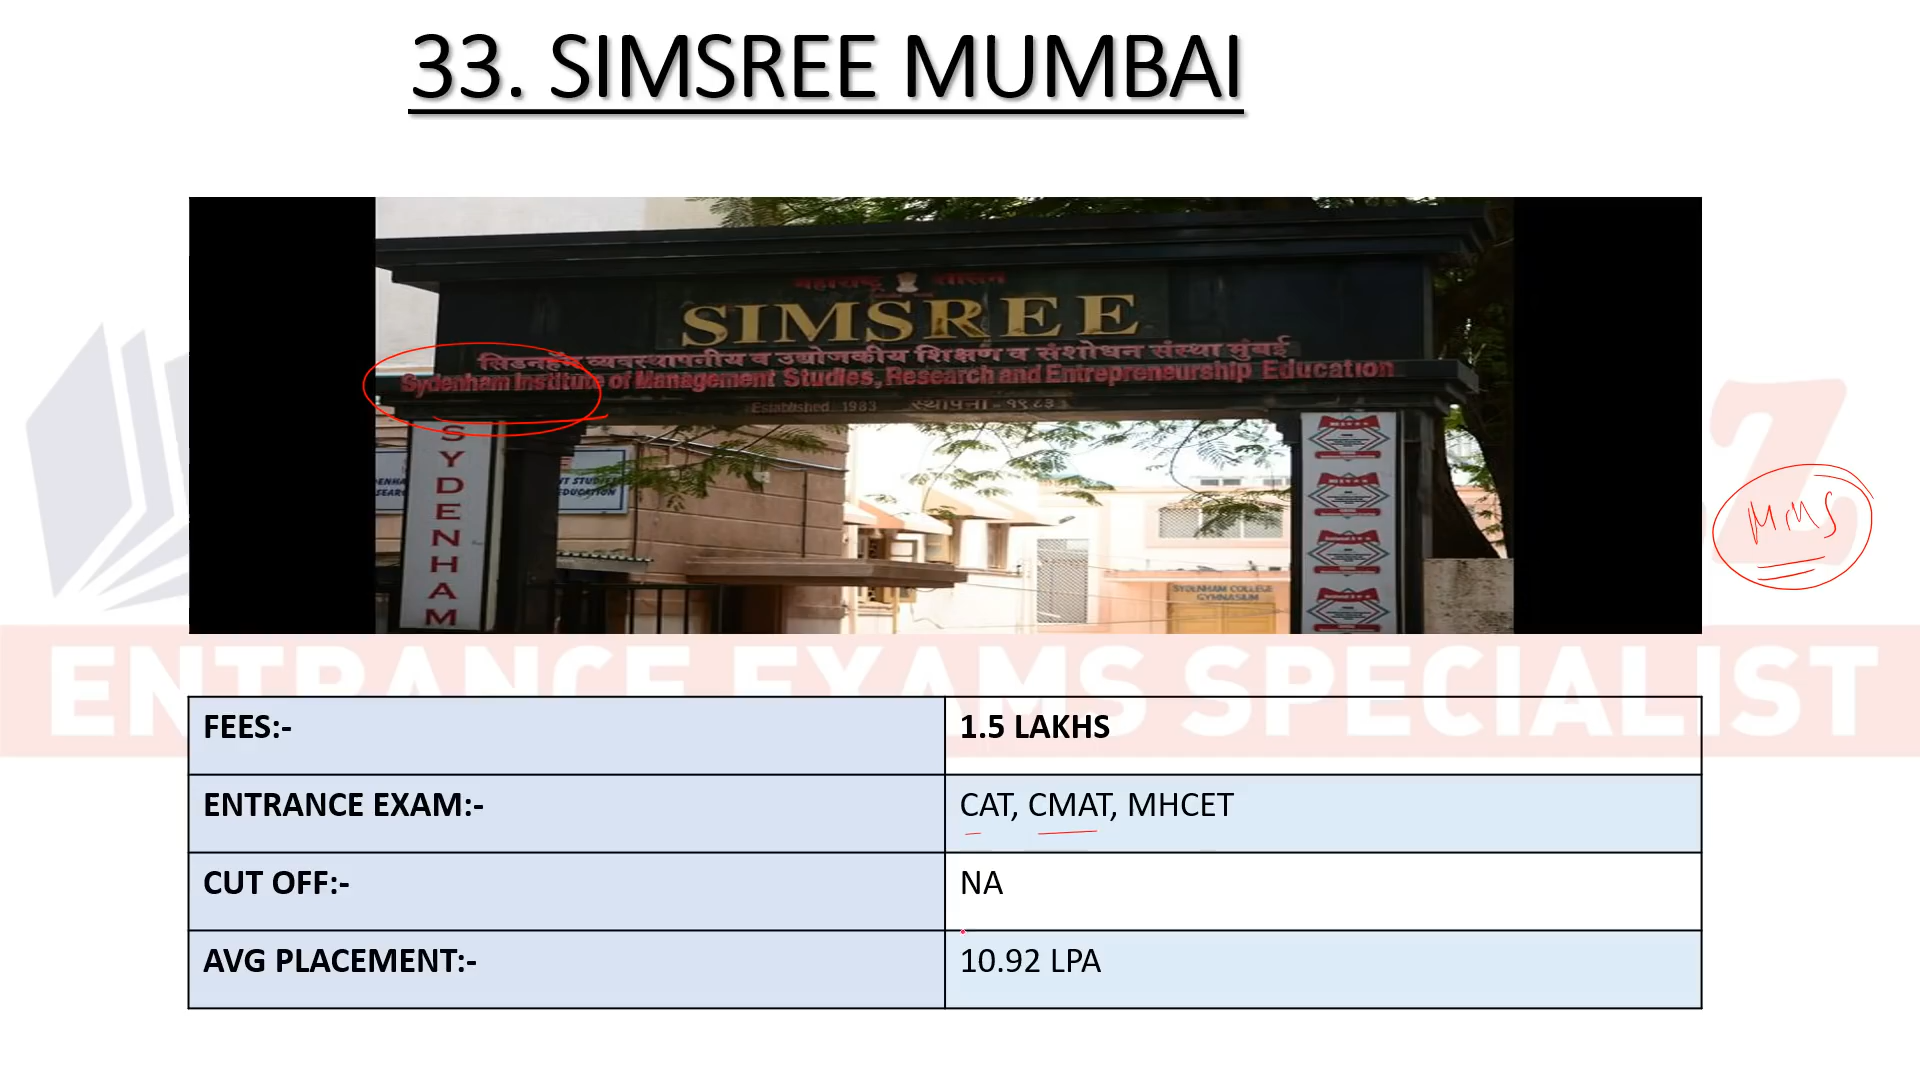 33. SIMSREE MUMBAI
महाराष्ट्र शासन
SIMSREE
सिडनहॅम व्यवस्थापनीय व उद्योजकीय शिक्षण व संशोधन संस्था मुंबई
Sydenham Institute of Management Studies, Research and Entrepreneurship Education
Established 1983 स्थापना - १९८३
SYDENHAM
SYDENHAM COLLEGE
GYMNASIUM
MMS
ENTRANCE EXAMS SPECIALIST
FEES:- 1.5 LAKHS
ENTRANCE EXAM:- CAT, CMAT, MHCET
CUT OFF:- NA
AVG PLACEMENT:- 10.92 LPA